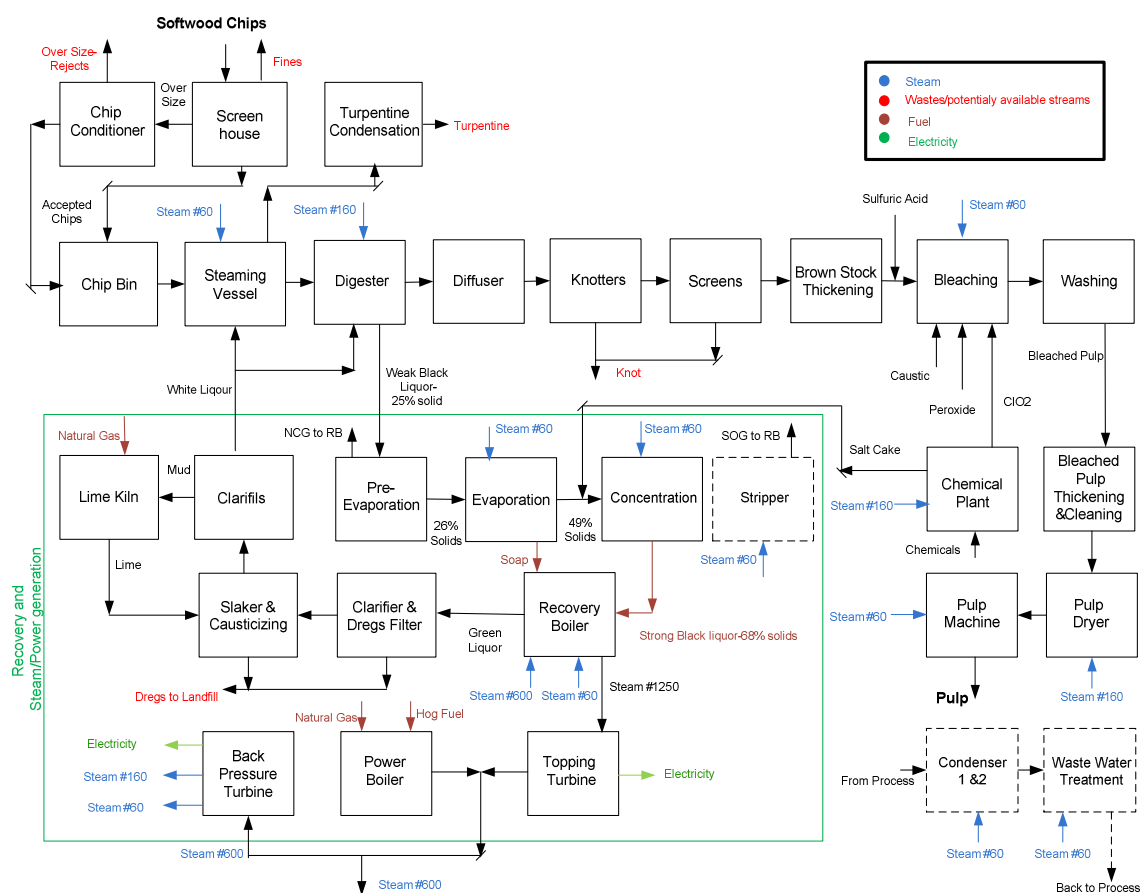 Softwood Chips
Over Size-
Rejects
Fines
Over
Size
Chip
Conditioner
Screen
house
Turpentine
Condensation
Turpentine
Steam
Wastes/potentialy available streams
Fuel
Electricity
Accepted
Chips
Steam #60
Steam #160
Sulfuric Acid
Steam #60
Chip Bin
Steaming
Vessel
Digester
Diffuser
Knotters
Screens
Brown Stock
Thickening
Bleaching
Washing
White Liqour
Weak Black
Liquor-
25% solid
Knot
Caustic
Peroxide
ClO2
Bleached Pulp
Natural Gas
Mud
NCG to RB
Steam #60
Steam #60
SOG to RB
Salt Cake
Lime Kiln
Clarifils
Pre-
Evaporation
Evaporation
Concentration
Stripper
Chemical
Plant
Bleached
Pulp
Thickening
&Cleaning
26%
Solids
49%
Solids
Steam #160
Steam #60
Chemicals
Lime
Soap
Recovery and
Steam/Power generation
Slaker &
Causticizing
Clarifier &
Dregs Filter
Green
Liquor
Recovery
Boiler
Strong Black liquor-68% solids
Steam #60
Pulp
Machine
Pulp
Dryer
Dregs to Landfill
Steam #600
Steam #60
Steam #1250
Pulp
Steam #160
Natural Gas
Hog Fuel
Electricity
Steam #160
Steam #60
Back
Pressure
Turbine
Power
Boiler
Topping
Turbine
Electricity
From Process
Condenser
1 &2
Waste Water
Treatment
Steam #600
Steam #600
Steam #60
Steam #60
Back to Process